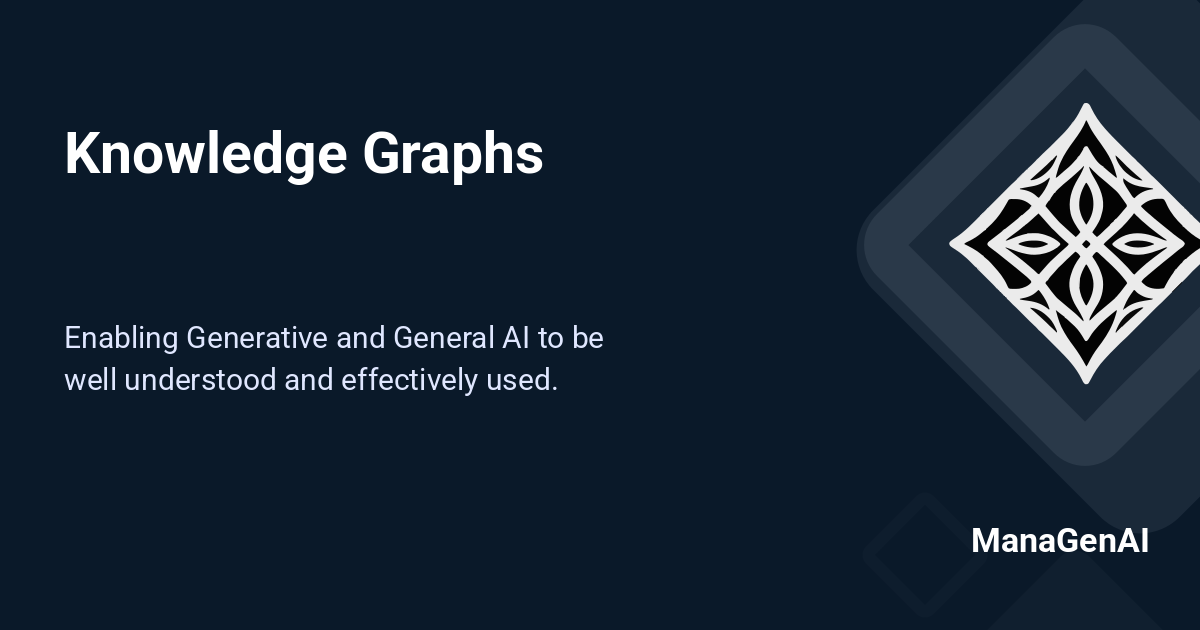 Knowledge Graphs
Enabling Generative and General AI to be
well understood and effectively used.
ManaGenAI